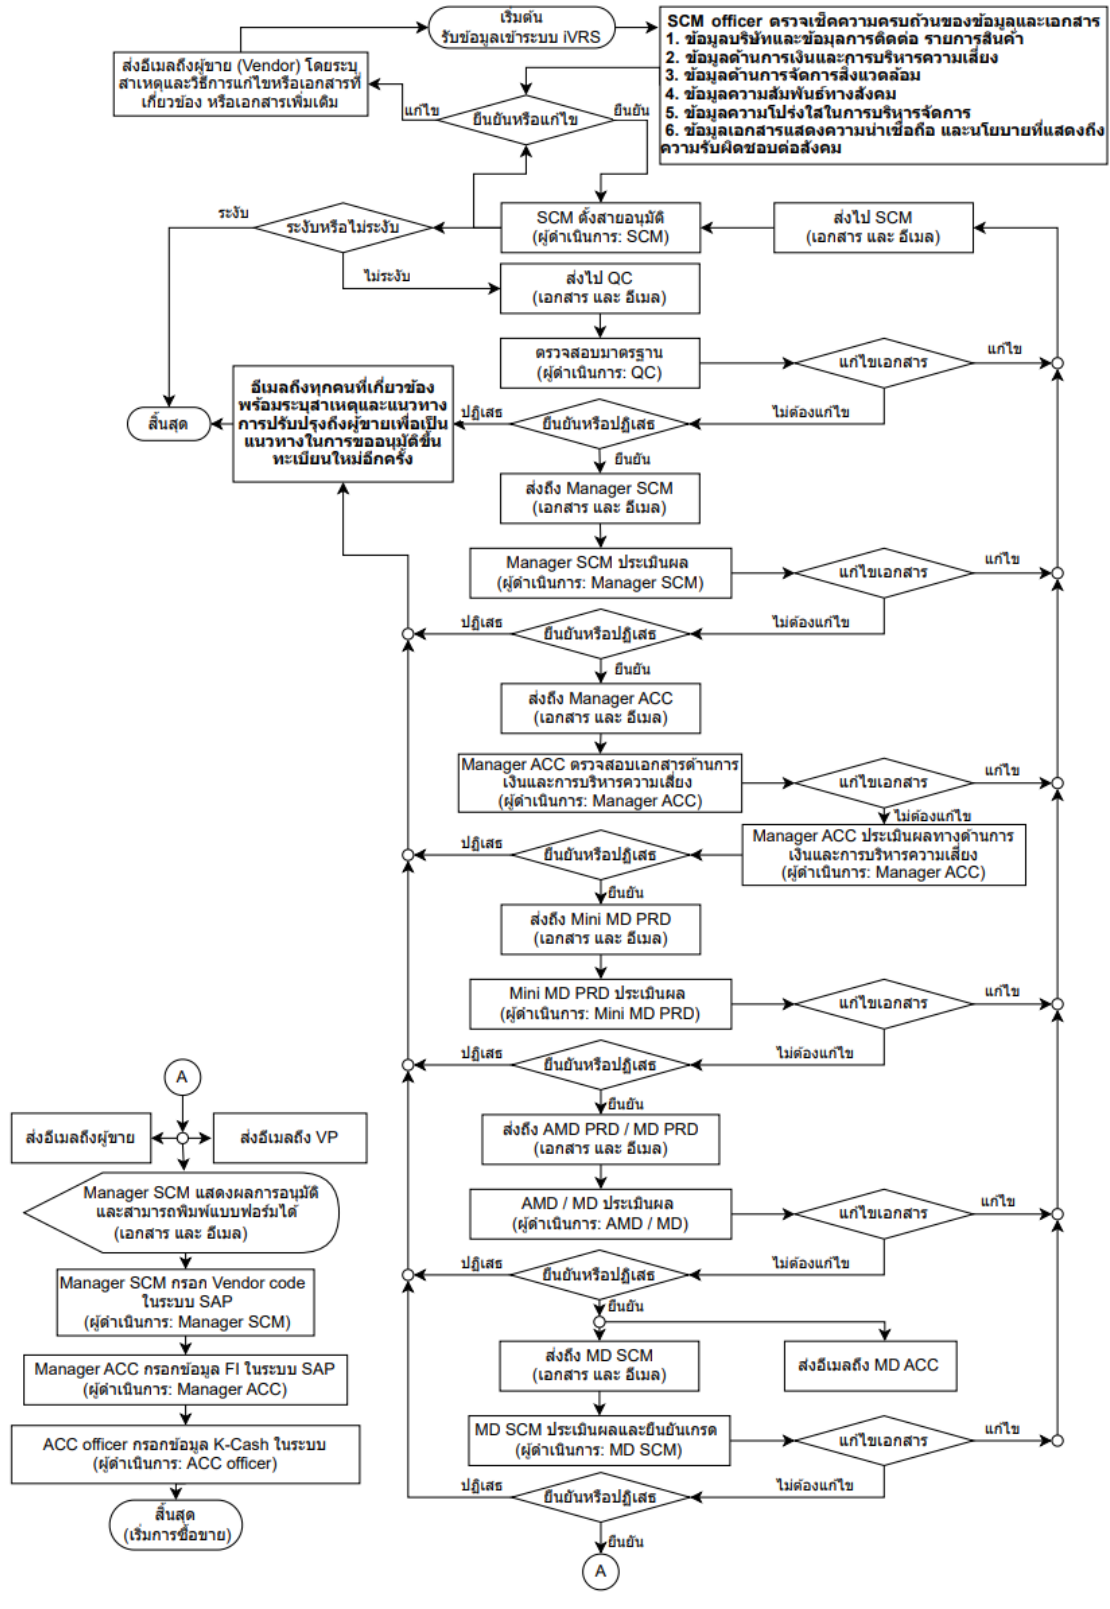 เริ่มต้น
รับข้อมูลเข้าระบบ iVRS
SCM officer ตรวจเช็คความครบถ้วนของข้อมูลและเอกสาร
1. ข้อมูลบริษัทและข้อมูลการติดต่อ รายการสินค้า
2. ข้อมูลด้านการเงินและการบริหารความเสี่ยง
3. ข้อมูลด้านการจัดการสิ่งแวดล้อม
4. ข้อมูลความสัมพันธ์ทางสังคม
5. ข้อมูลความโปร่งใสในการบริหารจัดการ
6. ข้อมูลเอกสารแสดงความน่าเชื่อถือ และนโยบายที่แสดงถึง
ความรับผิดชอบต่อสังคม
ส่งอีเมลถึงผู้ขาย (Vendor) โดยระบุ
สาเหตุและวิธีการแก้ไขหรือเอกสารที่
เกี่ยวข้อง หรือเอกสารเพิ่มเติม
แก้ไข
ยืนยันหรือแก้ไข
ยืนยัน
ระงับ
ระงับหรือไม่ระงับ
SCM ตั้งสายอนุมัติ
(ผู้ดำเนินการ: SCM)
ส่งไป SCM
(เอกสาร และ อีเมล)
ไม่ระงับ
ส่งไป QC
(เอกสาร และ อีเมล)
ตรวจสอบมาตรฐาน
(ผู้ดำเนินการ: QC)
แก้ไขเอกสาร
แก้ไข
ไม่ต้องแก้ไข
สิ้นสุด
อีเมลถึงทุกคนที่เกี่ยวข้อง
พร้อมระบุสาเหตุและแนวทาง
การปรับปรุงถึงผู้ขายเพื่อเป็น
แนวทางในการขออนุมัติขึ้น
ทะเบียนใหม่อีกครั้ง
ปฏิเสธ
ยืนยันหรือปฏิเสธ
ยืนยัน
ส่งถึง Manager SCM
(เอกสาร และ อีเมล)
Manager SCM ประเมินผล
(ผู้ดำเนินการ: Manager SCM)
แก้ไขเอกสาร
แก้ไข
ไม่ต้องแก้ไข
ปฏิเสธ
ยืนยันหรือปฏิเสธ
ยืนยัน
ส่งถึง Manager ACC
(เอกสาร และ อีเมล)
Manager ACC ตรวจสอบเอกสารด้านการ
เงินและการบริหารความเสี่ยง
(ผู้ดำเนินการ: Manager ACC)
แก้ไขเอกสาร
แก้ไข
ไม่ต้องแก้ไข
Manager ACC ประเมินผลทางด้านการ
เงินและการบริหารความเสี่ยง
(ผู้ดำเนินการ: Manager ACC)
ปฏิเสธ
ยืนยันหรือปฏิเสธ
ยืนยัน
ส่งถึง Mini MD PRD
(เอกสาร และ อีเมล)
Mini MD PRD ประเมินผล
(ผู้ดำเนินการ: Mini MD PRD)
แก้ไขเอกสาร
แก้ไข
ไม่ต้องแก้ไข
ปฏิเสธ
ยืนยันหรือปฏิเสธ
ยืนยัน
ส่งถึง AMD PRD / MD PRD
(เอกสาร และ อีเมล)
AMD / MD ประเมินผล
(ผู้ดำเนินการ: AMD / MD)
แก้ไขเอกสาร
แก้ไข
ไม่ต้องแก้ไข
ปฏิเสธ
ยืนยันหรือปฏิเสธ
ยืนยัน
ส่งถึง MD SCM
(เอกสาร และ อีเมล)
ส่งอีเมลถึง MD ACC
MD SCM ประเมินผลและยืนยันเกรด
(ผู้ดำเนินการ: MD SCM)
แก้ไขเอกสาร
แก้ไข
ไม่ต้องแก้ไข
ปฏิเสธ
ยืนยันหรือปฏิเสธ
ยืนยัน
A
A
ส่งอีเมลถึงผู้ขาย
ส่งอีเมลถึง VP
Manager SCM แสดงผลการอนุมัติ
และสามารถพิมพ์แบบฟอร์มได้
(เอกสาร และ อีเมล)
Manager SCM กรอก Vendor code
ในระบบ SAP
(ผู้ดำเนินการ: Manager SCM)
Manager ACC กรอกข้อมูล FI ในระบบ SAP
(ผู้ดำเนินการ: Manager ACC)
ACC officer กรอกข้อมูล K-Cash ในระบบ
(ผู้ดำเนินการ: ACC officer)
สิ้นสุด
(เริ่มการซื้อขาย)